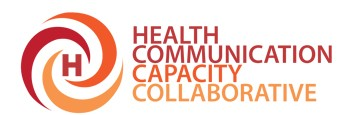 H
HEALTH
COMMUNICATION
CAPACITY
COLLABORATIVE